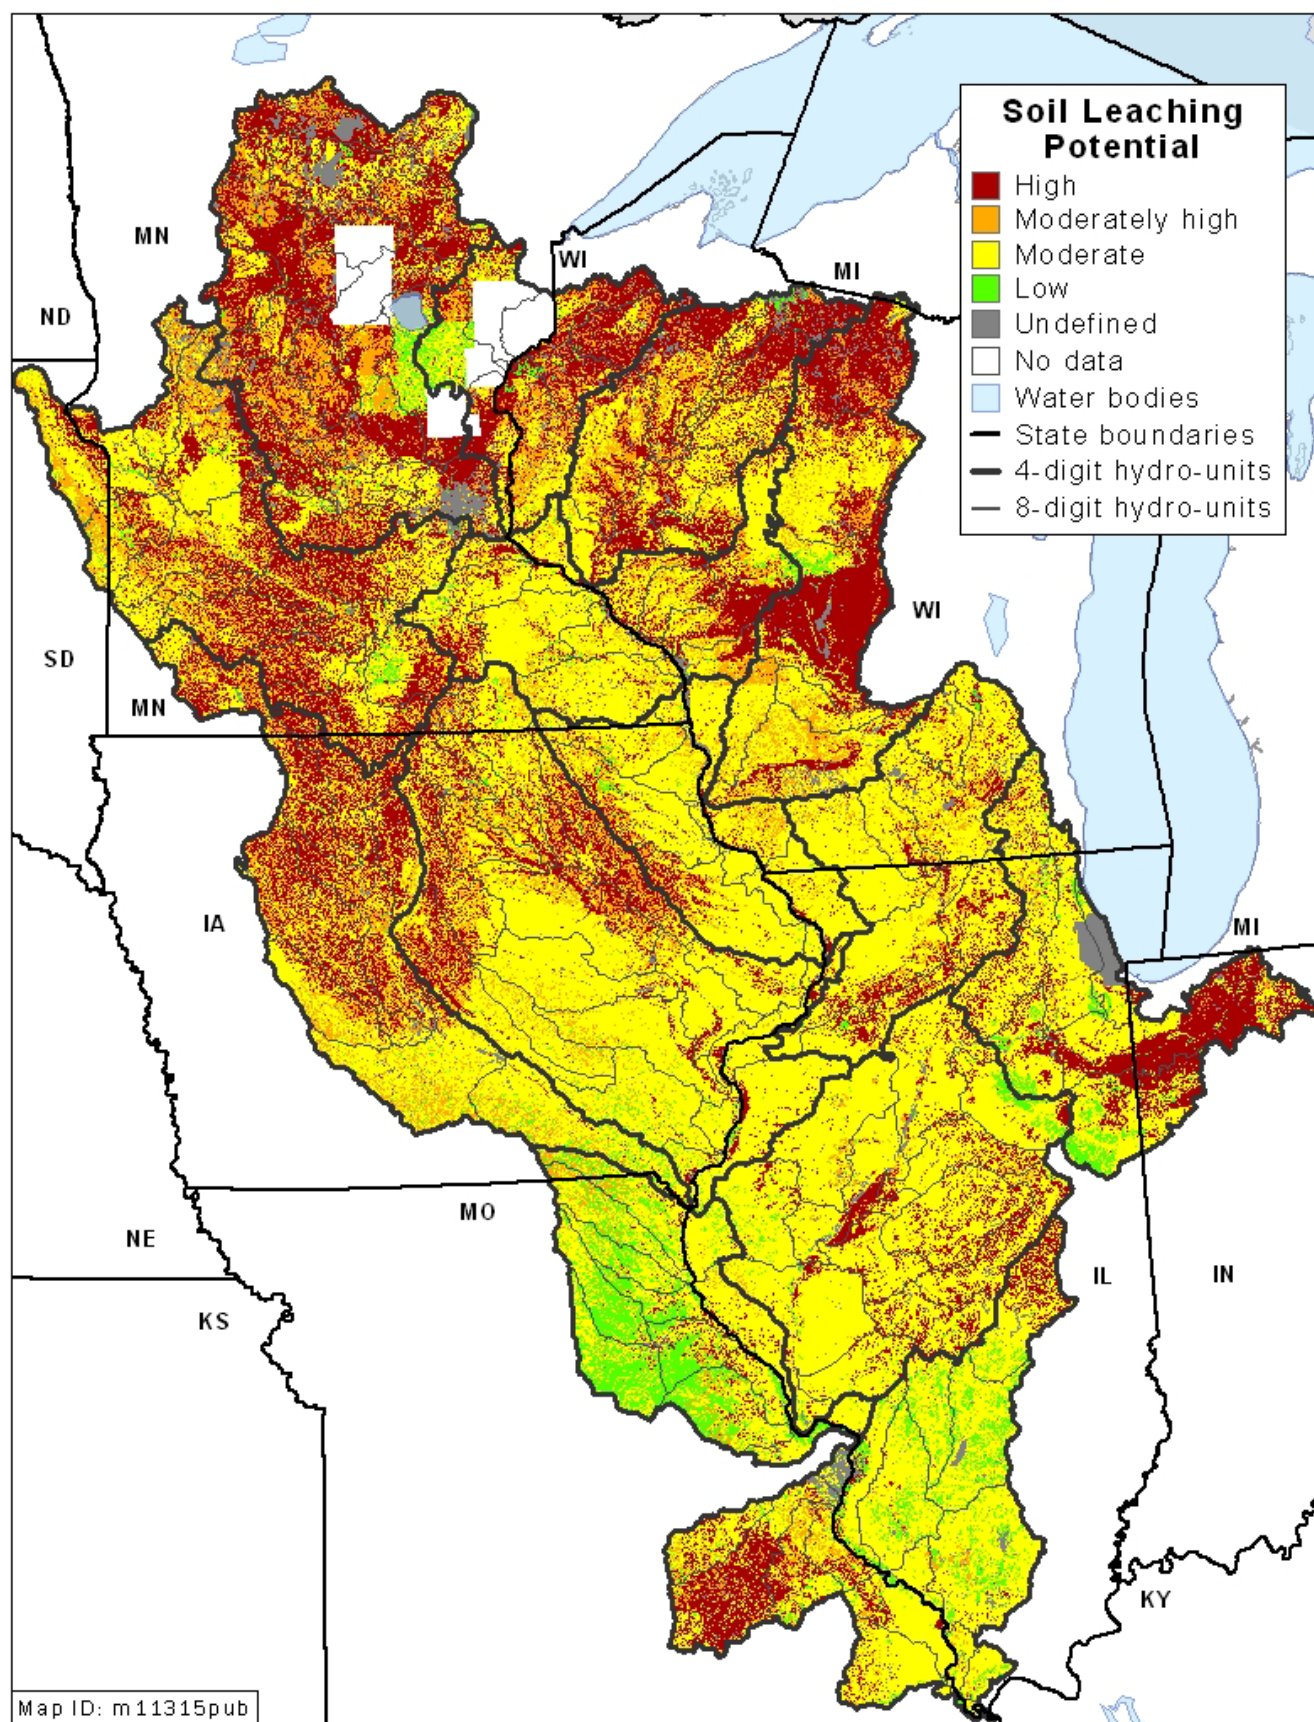 Soil Leaching
Potential
High
Moderately high
Moderate
Low
Undefined
No data
Water bodies
State boundaries
4-digit hydro-units
8-digit hydro-units
MN
WI
MI
ND
WI
SD
MN
IA
MI
MO
NE
IL
IN
KS
KY
Map ID: m11315pub